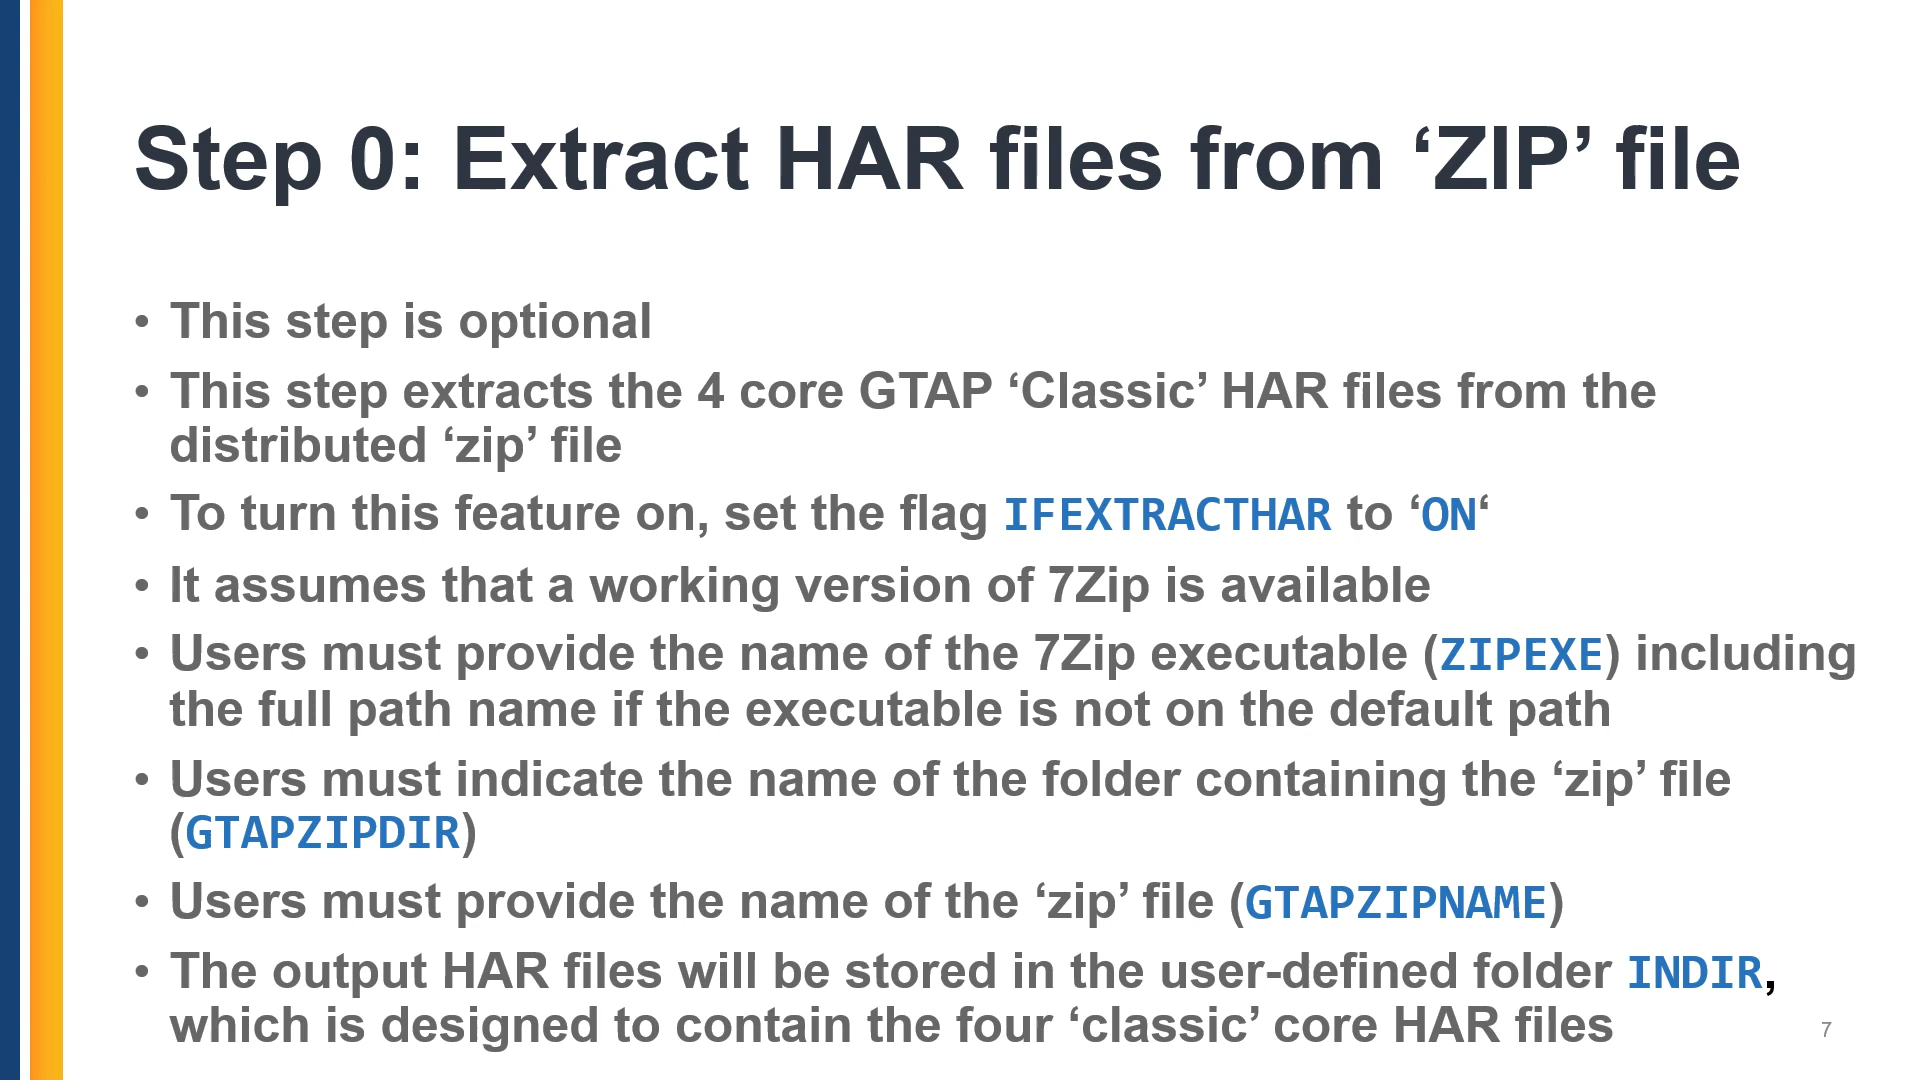 Step 0: Extract HAR files from ‘ZIP’ file
• This step is optional
• This step extracts the 4 core GTAP ‘Classic’ HAR files from the
distributed ‘zip’ file
• To turn this feature on, set the flag IFEXTRACTHAR to ‘ON‘
• It assumes that a working version of 7Zip is available
• Users must provide the name of the 7Zip executable (ZIPEXE) including
the full path name if the executable is not on the default path
• Users must indicate the name of the folder containing the ‘zip’ file
(GTAPZIPDIR)
• Users must provide the name of the ‘zip’ file (GTAPZIPNAME)
• The output HAR files will be stored in the user-defined folder INDIR,
which is designed to contain the four ‘classic’ core HAR files
7